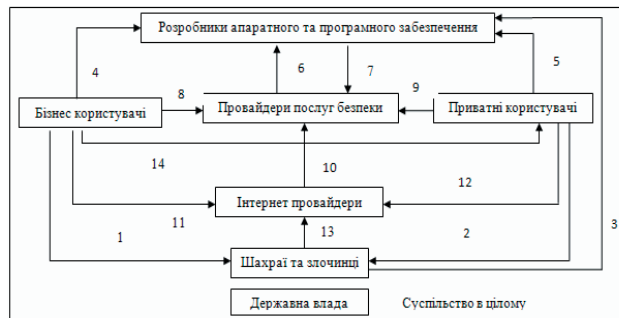 Розробники апаратного та програмного забезпечення
4
6
7
5
8
9
Бізнес користувачі
Провайдери послуг безпеки
Приватні користувачі
14
10
12
Інтернет провайдери
11
13
1
2
3
Шахраї та злочинці
Державна влада
Суспільство в цілому